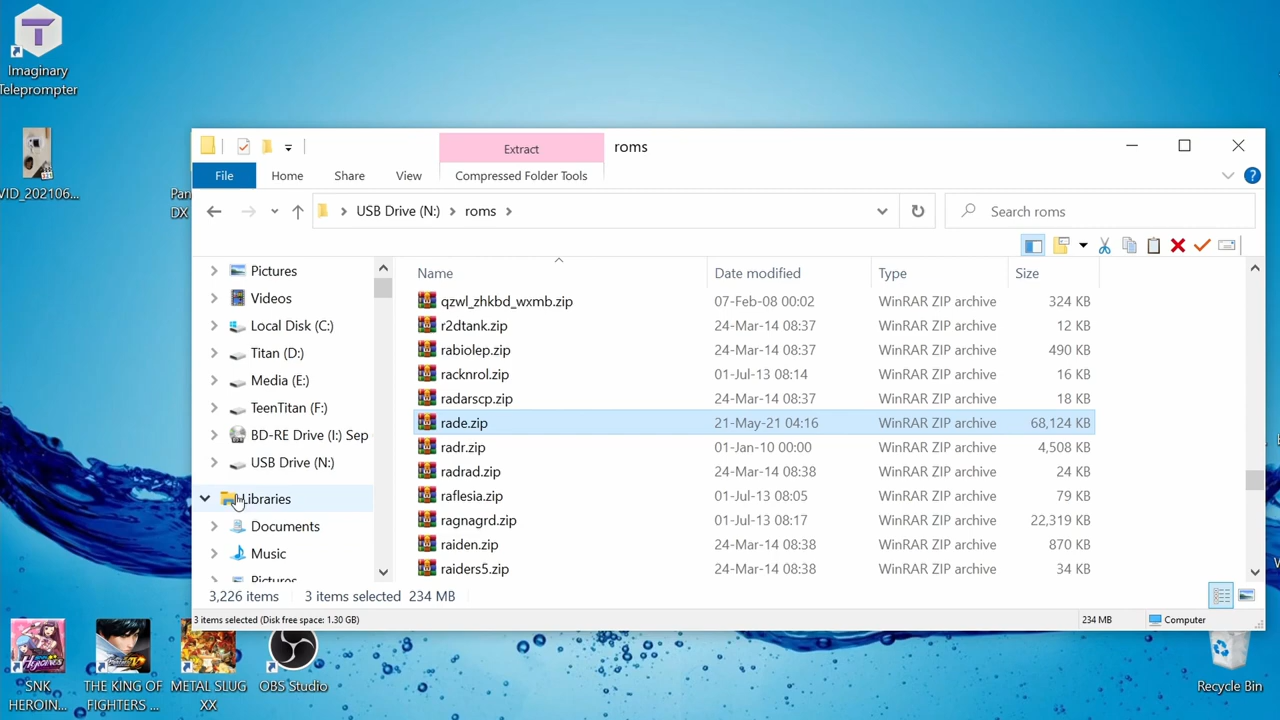 Imaginary
Teleprompter
VID_202106...
Pan
DX
Extract
roms
File
Home
Share
View
Compressed Folder Tools
?
USB Drive (N:)
roms
Search roms
Pictures
Videos
Local Disk (C:)
Titan (D:)
Media (E:)
TeenTitan (F:)
BD-RE Drive (I:) Sep
USB Drive (N:)
Libraries
Documents
Music
Pictures
Name Date modified Type Size
qzwl_zhkbd_wxmb.zip 07-Feb-08 00:02 WinRAR ZIP archive 324 KB
r2dtank.zip 24-Mar-14 08:37 WinRAR ZIP archive 12 KB
rabiolep.zip 24-Mar-14 08:37 WinRAR ZIP archive 490 KB
racknrol.zip 01-Jul-13 08:14 WinRAR ZIP archive 16 KB
radarscp.zip 24-Mar-14 08:37 WinRAR ZIP archive 18 KB
rade.zip 21-May-21 04:16 WinRAR ZIP archive 68,124 KB
radr.zip 01-Jan-10 00:00 WinRAR ZIP archive 4,508 KB
radrad.zip 24-Mar-14 08:38 WinRAR ZIP archive 24 KB
raflesia.zip 01-Jul-13 08:05 WinRAR ZIP archive 79 KB
ragnagrd.zip 01-Jul-13 08:17 WinRAR ZIP archive 22,319 KB
raiden.zip 24-Mar-14 08:38 WinRAR ZIP archive 870 KB
raiders5.zip 24-Mar-14 08:38 WinRAR ZIP archive 34 KB
3,226 items 3 items selected 234 MB
3 items selected (Disk free space: 1.30 GB) 234 MB Computer
SNK
HEROIN...
THE KING OF
FIGHTERS ...
METAL SLUG
XX
OBS Studio
Recycle Bin